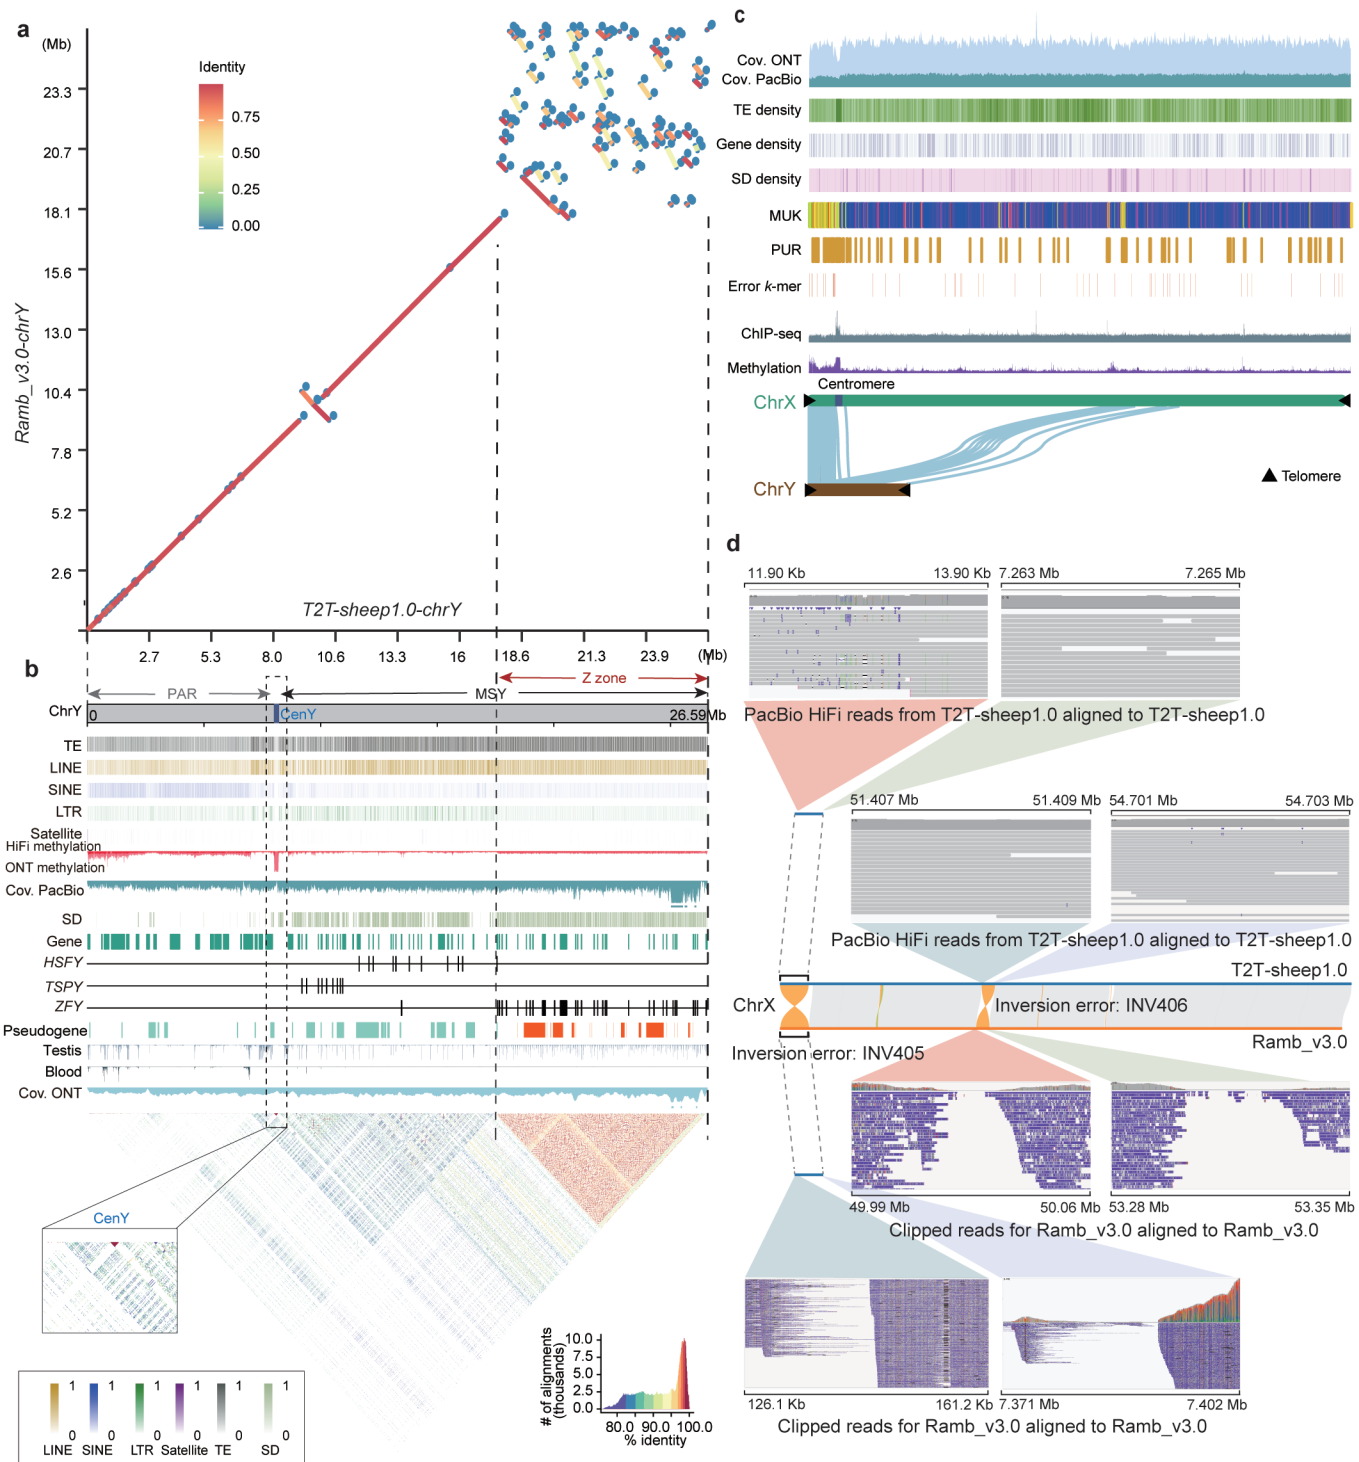 a
(Mb)
23.3
20.7
18.1
15.6
13.0
10.4
7.8
5.2
2.6
Ramb_v3.0-chrY
Identity
0.75
0.50
0.25
0.00
T2T-sheep1.0-chrY
2.7
5.3
8.0
10.6
13.3
16
18.6
21.3
23.9
(Mb)
b
PAR
MSY
Z zone
ChrY
0
CenY
26.59Mb
TE
LINE
SINE
LTR
Satellite
HiFi methylation
ONT methylation
Cov. PacBio
SD
Gene
HSFY
TSPY
ZFY
Pseudogene
Testis
Blood
Cov. ONT
CenY
1
1
1
1
1
1
0
0
0
0
0
0
LINE
SINE
LTR
Satellite
TE
SD
# of alignments
(thousands)
10.0
7.5
5.0
2.5
0.0
80.0
90.0
100.0
% identity
c
Cov. ONT
Cov. PacBio
TE density
Gene density
SD density
MUK
PUR
Error k-mer
ChIP-seq
Methylation
Centromere
ChrX
ChrY
Telomere
d
11.90 Kb
13.90 Kb
7.263 Mb
7.265 Mb
PacBio HiFi reads from T2T-sheep1.0 aligned to T2T-sheep1.0
51.407 Mb
51.409 Mb
54.701 Mb
54.703 Mb
PacBio HiFi reads from T2T-sheep1.0 aligned to T2T-sheep1.0
T2T-sheep1.0
ChrX
Inversion error: INV406
Ramb_v3.0
Inversion error: INV405
49.99 Mb
50.06 Mb
53.28 Mb
53.35 Mb
Clipped reads for Ramb_v3.0 aligned to Ramb_v3.0
126.1 Kb
161.2 Kb
7.371 Mb
7.402 Mb
Clipped reads for Ramb_v3.0 aligned to Ramb_v3.0